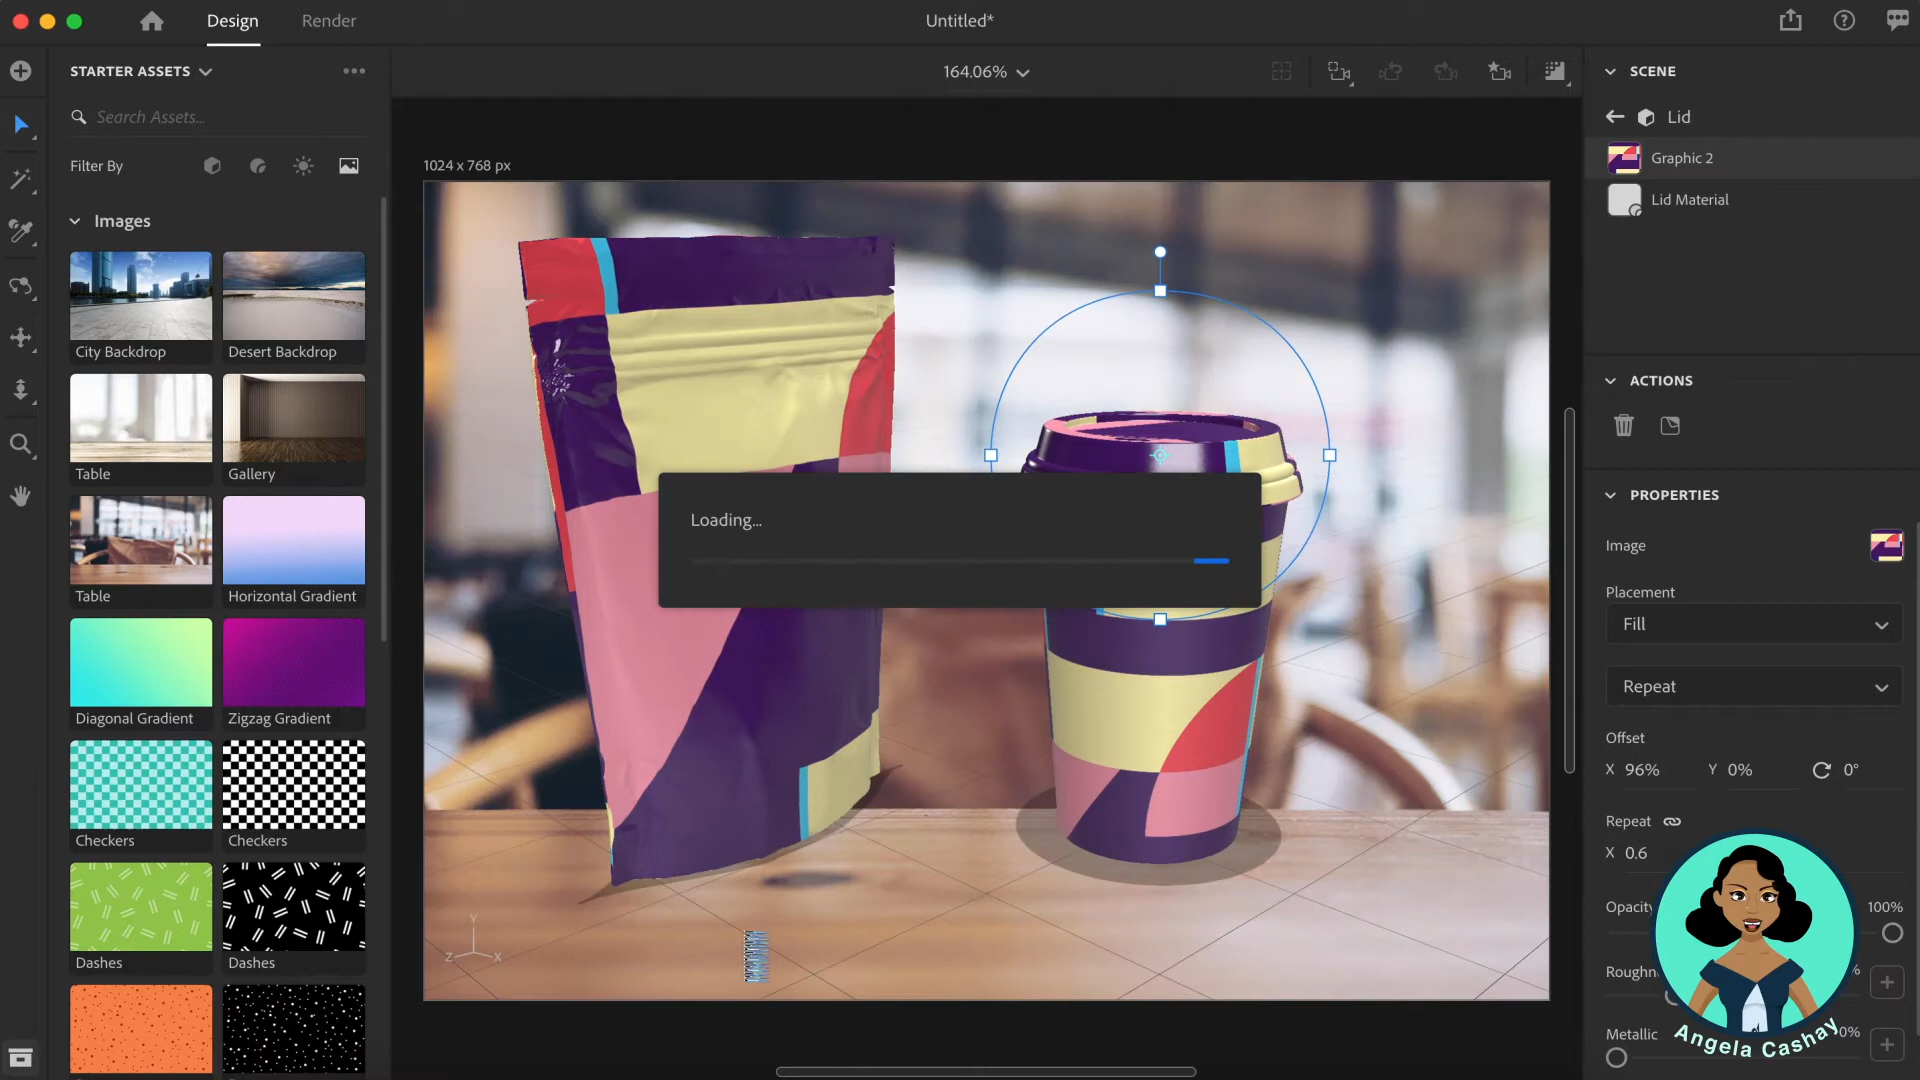 Design
Render
Untitled*
STARTER ASSETS
164.06%
SCENE
Search Assets...
Lid
Filter By
1024 x 768 px
Graphic 2
Lid Material
Images
City Backdrop
Desert Backdrop
ACTIONS
Table
Gallery
PROPERTIES
Loading...
Image
Table
Horizontal Gradient
Placement
Fill
Repeat
Diagonal Gradient
Zigzag Gradient
Offset
X 96% Y 0% 0°
Repeat
Checkers
Checkers
X 0.6
Opacity 100%
Dashes
Dashes
Y
Z X
%
Metallic 0%
Angela Cashay